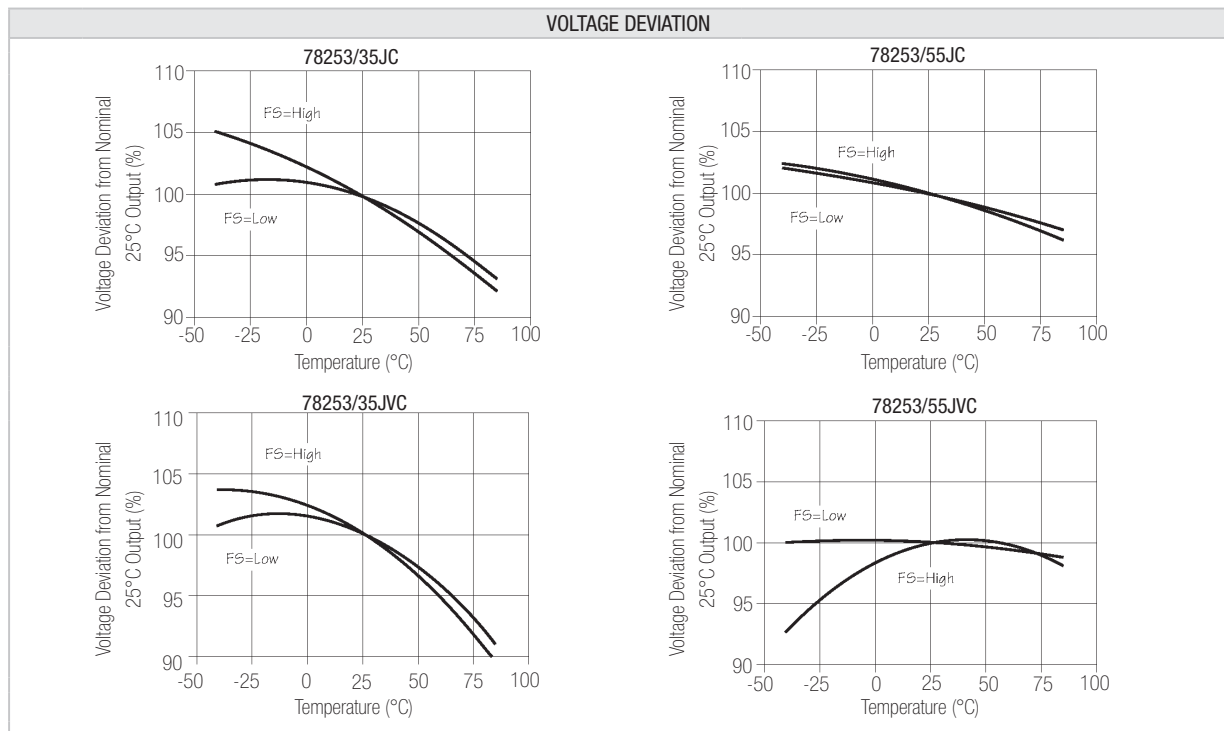 VOLTAGE DEVIATION
78253/35JC
Voltage Deviation from Nominal
25°C Output (%)
110
105
100
95
90
FS=High
FS=Low
-50
-25
0
25
50
75
100
Temperature (°C)
78253/55JC
Voltage Deviation from Nominal
25°C Output (%)
110
105
100
95
90
FS=High
FS=Low
-50
-25
0
25
50
75
100
Temperature (°C)
78253/35JVC
Voltage Deviation from Nominal
25°C Output (%)
110
105
100
95
90
FS=High
FS=Low
-50
-25
0
25
50
75
100
Temperature (°C)
78253/55JVC
Voltage Deviation from Nominal
25°C Output (%)
110
105
100
95
90
FS=Low
FS=High
-50
-25
0
25
50
75
100
Temperature (°C)